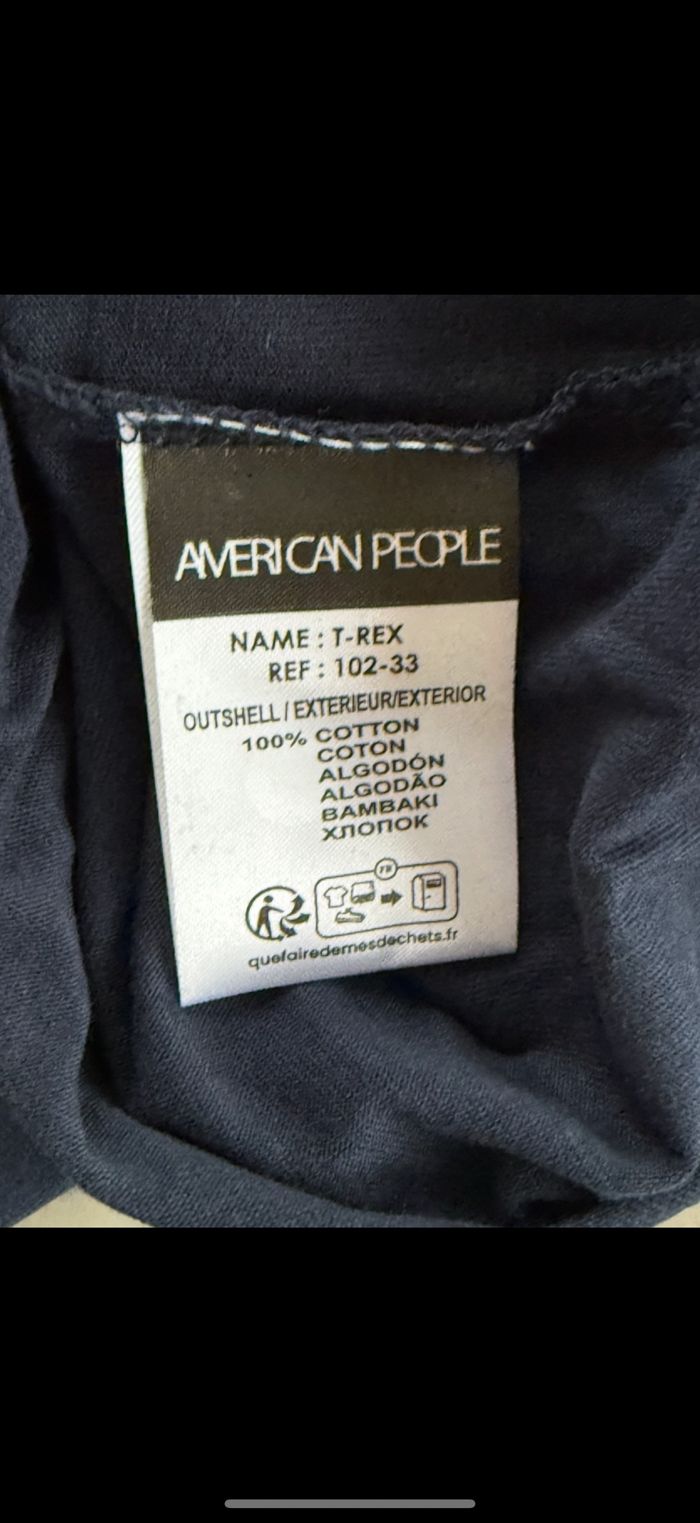 AMERICAN PEOPLE
NAME : T-REX
REF : 102-33
OUTSHELL / EXTERIEUR/EXTERIOR
100% COTTON
COTON
ALGODÓN
ALGODÃO
BAMBAKI
ХЛОПОК
FR
quefairedemesdechets.fr